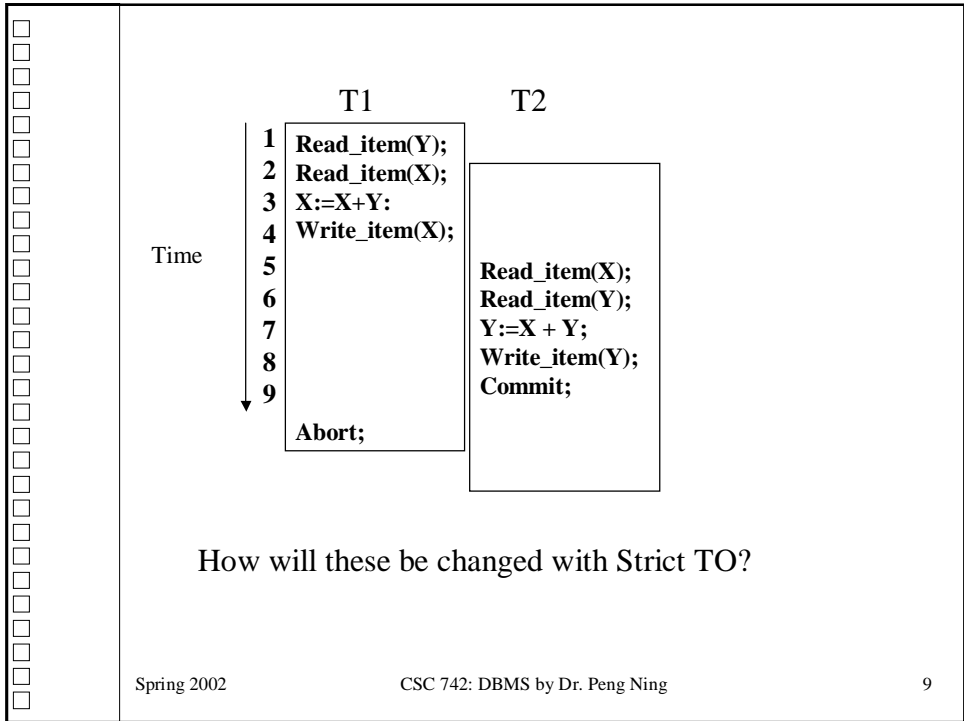 T1 T2
1 Read_item(Y);
2 Read_item(X);
3 X:=X+Y:
4 Write_item(X);
Time
5 Read_item(X);
6 Read_item(Y);
7 Y:=X + Y;
8 Write_item(Y);
9 Commit;
Abort;
How will these be changed with Strict TO?
Spring 2002 CSC 742: DBMS by Dr. Peng Ning 9